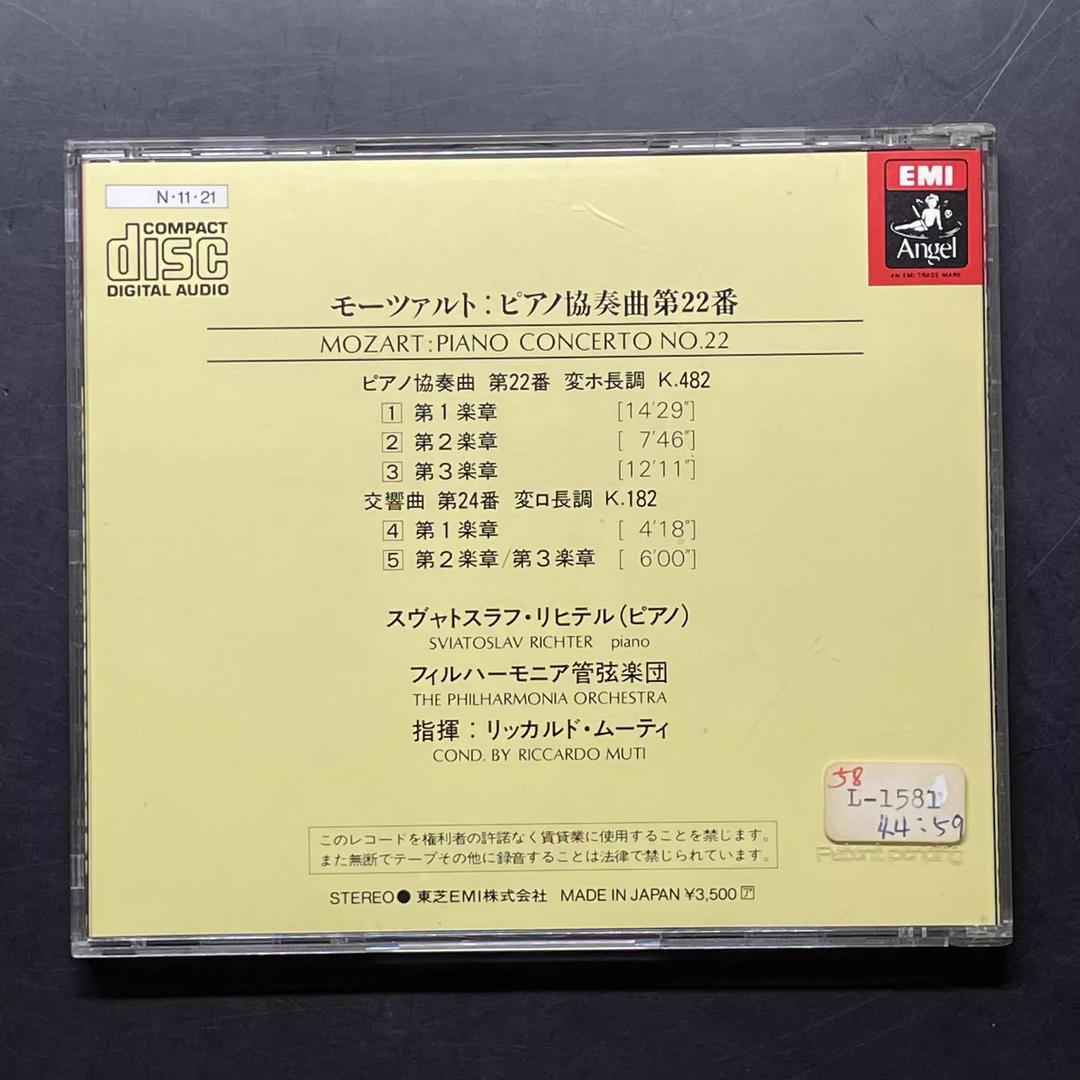 N·11·21
COMPACT
disc
DIGITAL AUDIO
EMI
Angel
AN EMI TRADE MARK
モーツァルト:ピアノ協奏曲第22番
MOZART:PIANO CONCERTO NO.22
ピアノ協奏曲 第22番 変ホ長調 K.482
1 第1楽章 [14′29″]
2 第2楽章 [ 7′46″]
3 第3楽章 [12′11″]
交響曲 第24番 変ロ長調 K.182
4 第1楽章 [ 4′18″]
5 第2楽章/第3楽章 [ 6′00″]
スヴャトスラフ・リヒテル(ピアノ)
SVIATOSLAV RICHTER piano
フィルハーモニア管弦楽団
THE PHILHARMONIA ORCHESTRA
指揮:リッカルド・ムーティ
COND. BY RICCARDO MUTI
58
L-1581
44:59
Patent pending
このレコードを権利者の許諾なく賃貸業に使用することを禁じます。
また無断でテープその他に録音することは法律で禁じられています。
STEREO● 東芝EMI株式会社 MADE IN JAPAN ¥3,500 ア